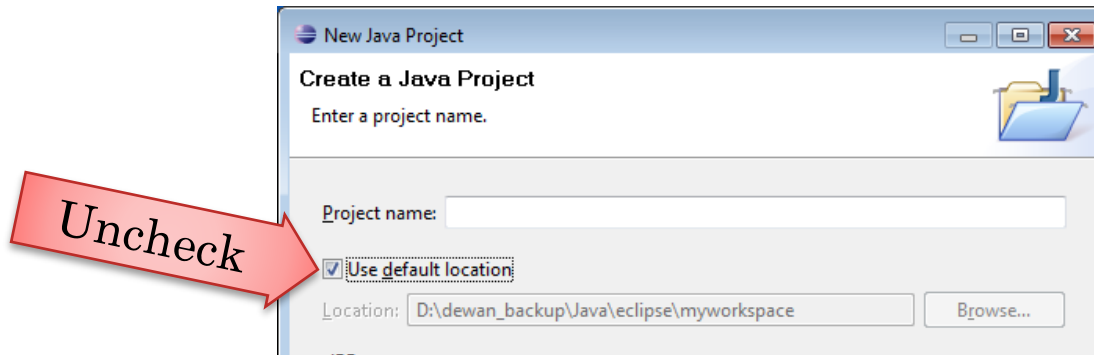 New Java Project
Create a Java Project
Enter a project name.
Project name:
Uncheck
Use default location
Location: D:\dewan_backup\Java\eclipse\myworkspace Browse...